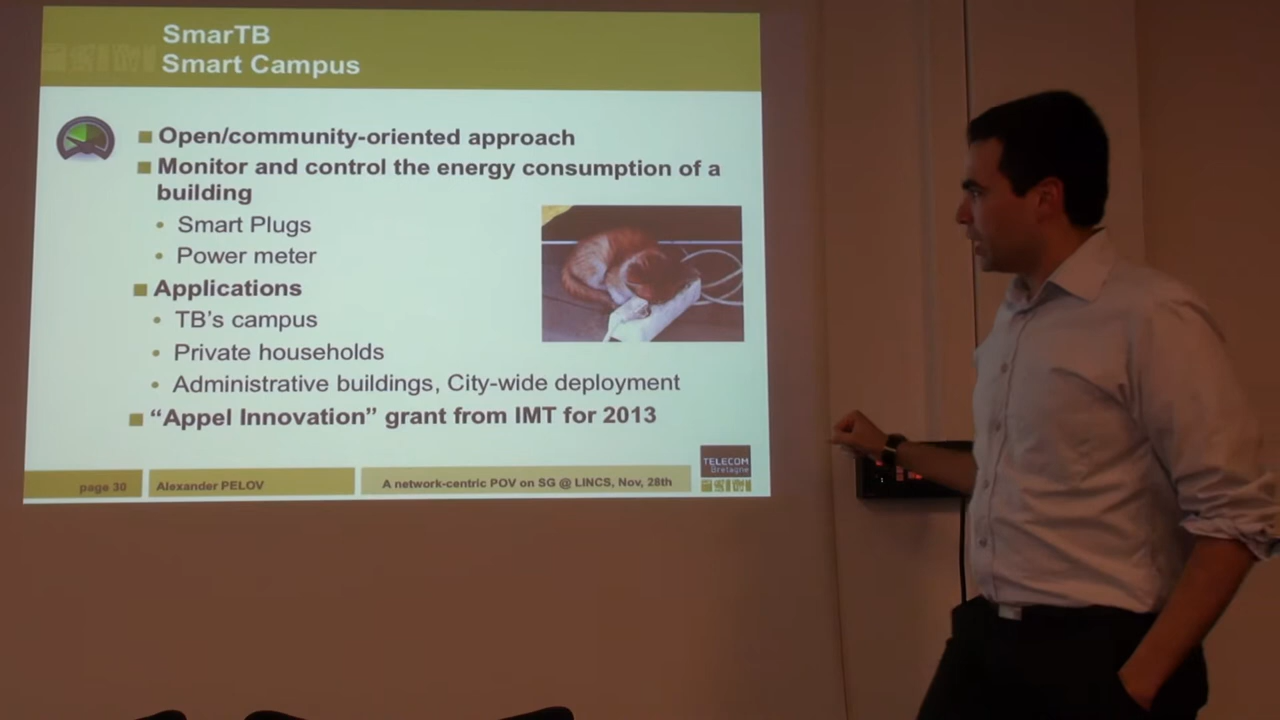 SmarTB
Smart Campus
Open/community-oriented approach
Monitor and control the energy consumption of a
building
Smart Plugs
Power meter
Applications
TB's campus
Private households
Administrative buildings, City-wide deployment
"Appel Innovation" grant from IMT for 2013
page 30
Alexander PELOV
A network-centric POV on SG @ LINCS, Nov, 28th
TELECOM
Bretagne